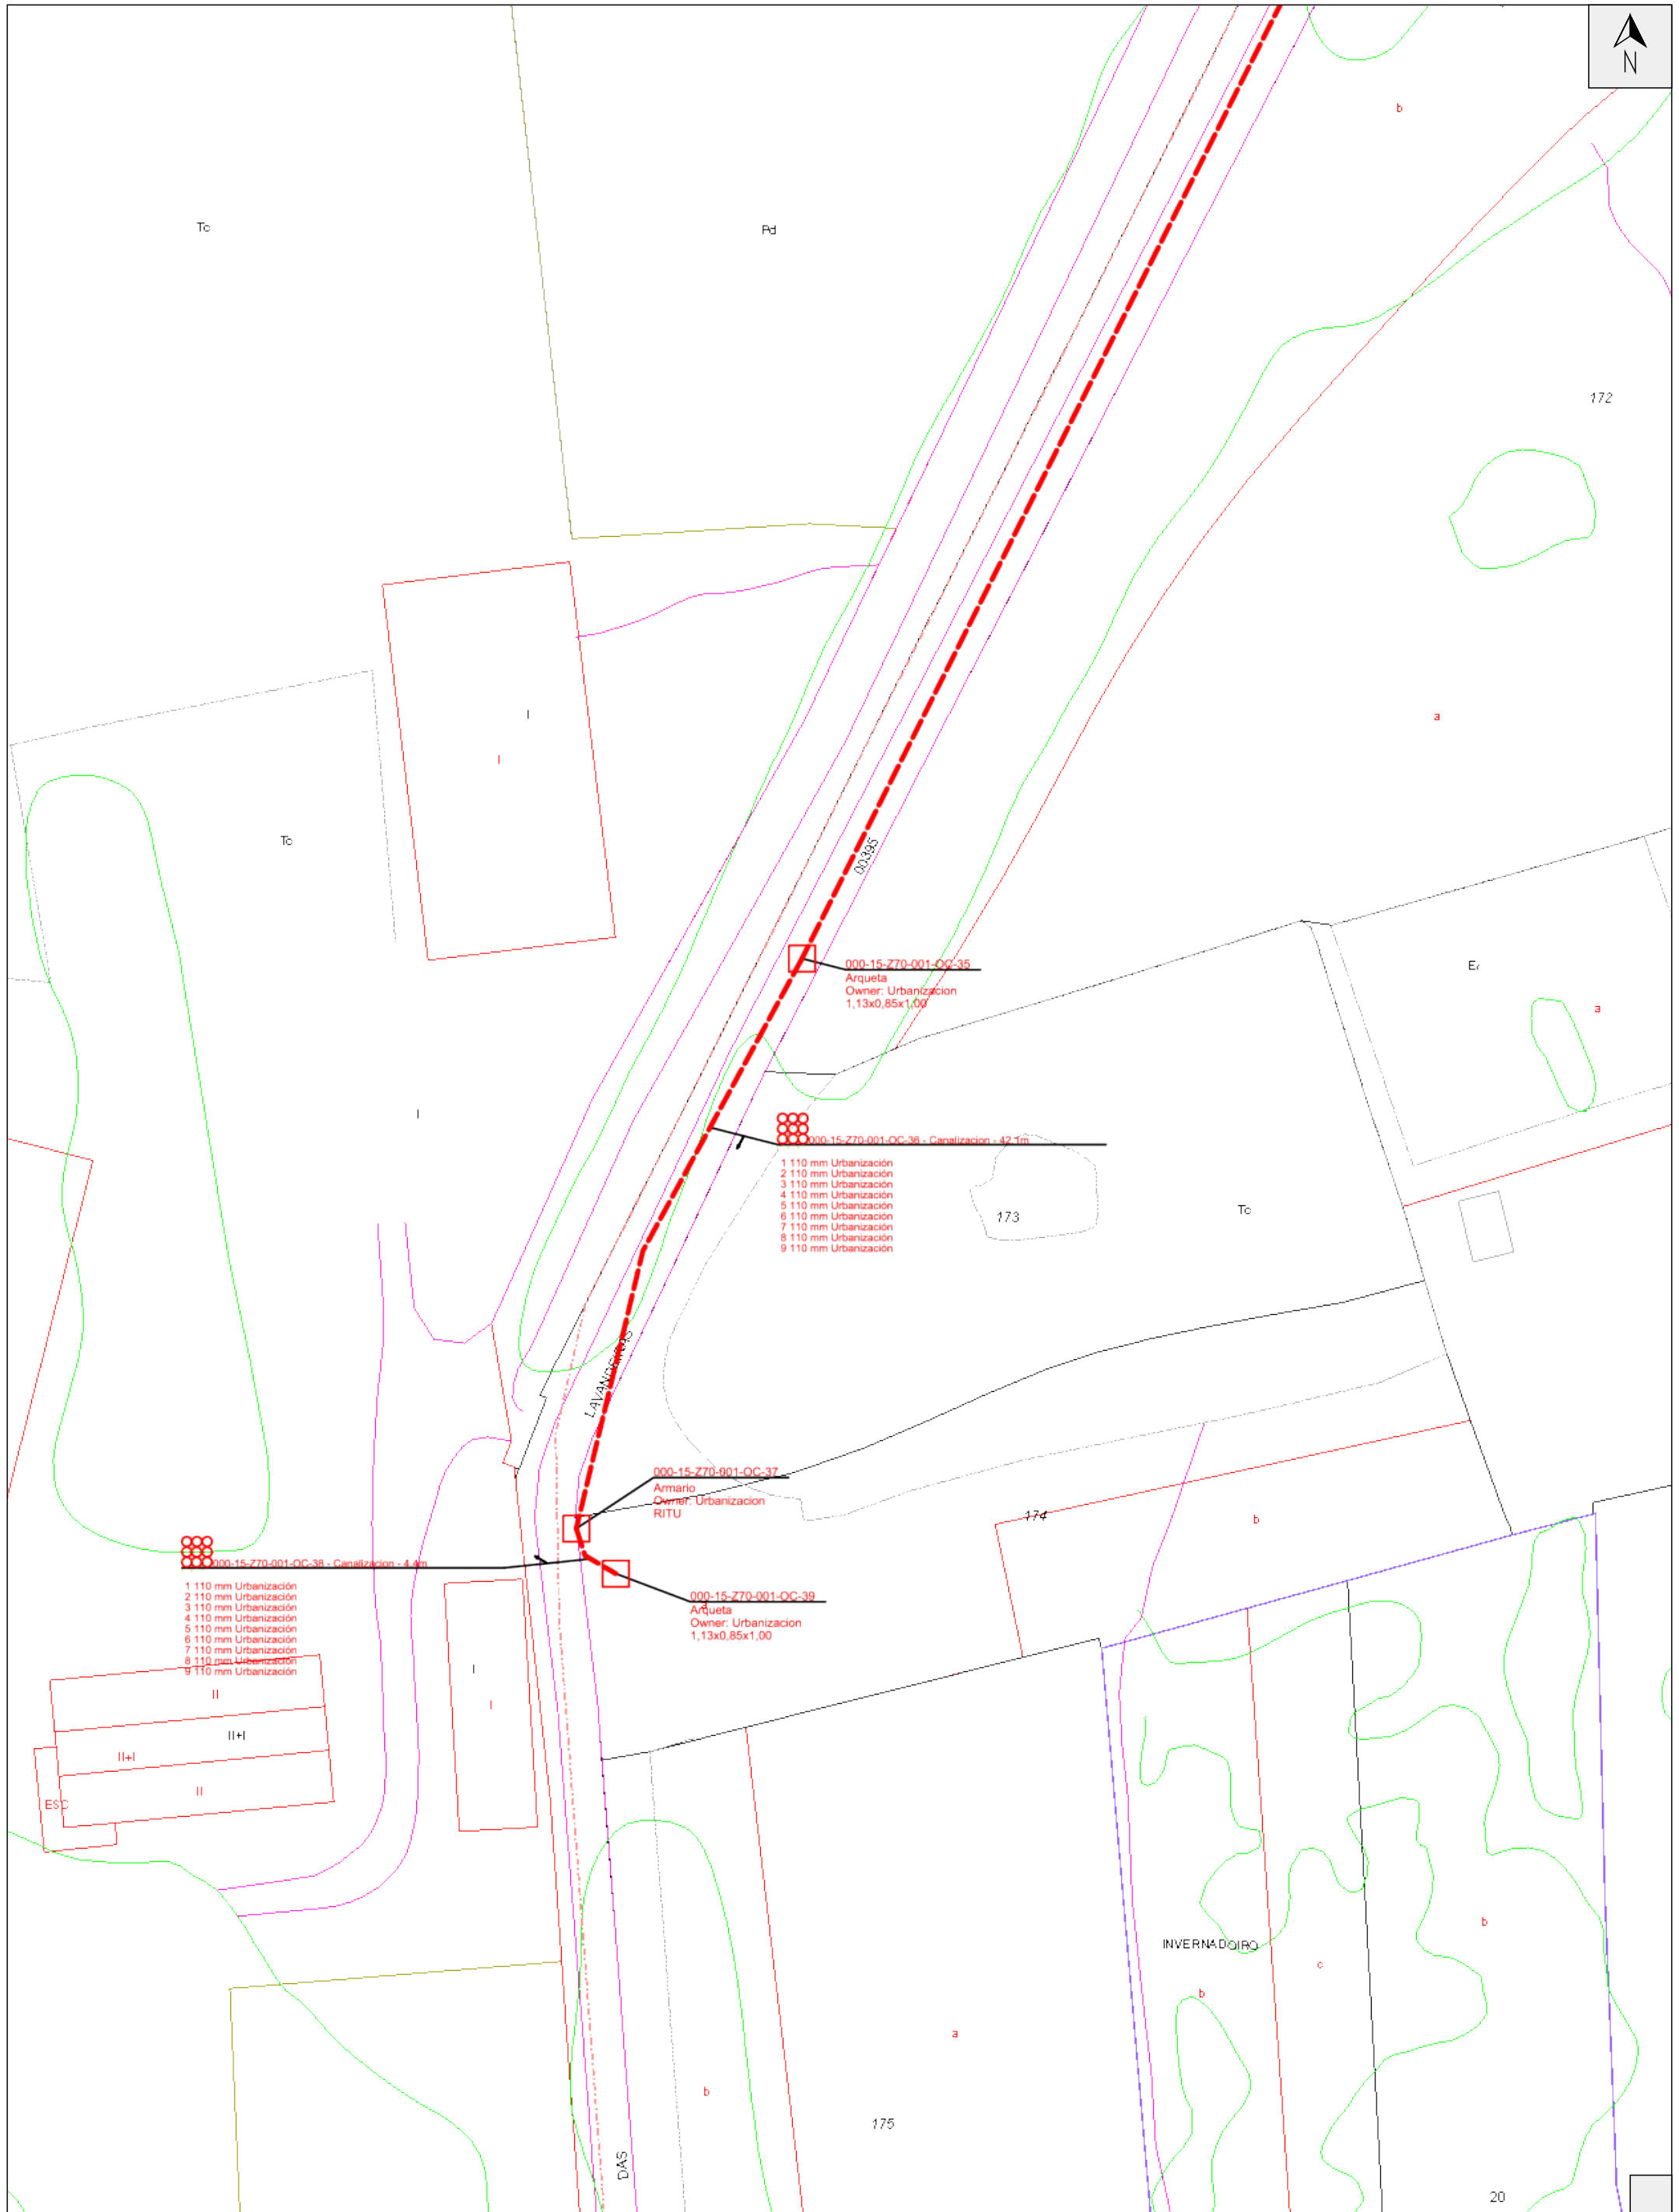 N
b
Tc
Pd
172
I
a
I
Tc
00395
000-15-Z70-001-OC-35
Arqueta
Owner: Urbanizacion
1,13x0,85x1,00
a
I
000-15-Z70-001-OC-36 - Canalizacion - 42.1m
1 110 mm Urbanización
2 110 mm Urbanización
3 110 mm Urbanización
4 110 mm Urbanización
5 110 mm Urbanización
6 110 mm Urbanización
7 110 mm Urbanización
8 110 mm Urbanización
9 110 mm Urbanización
173
Tc
LAVANDEIRAS
000-15-Z70-001-OC-37
Armario
Owner: Urbanizacion
RITU
174
b
000-15-Z70-001-OC-38 - Canalizacion - 4.4m
1 110 mm Urbanización
2 110 mm Urbanización
3 110 mm Urbanización
4 110 mm Urbanización
5 110 mm Urbanización
6 110 mm Urbanización
7 110 mm Urbanización
8 110 mm Urbanización
9 110 mm Urbanización
000-15-Z70-001-OC-39
Arqueta
Owner: Urbanizacion
1,13x0,85x1,00
I
II
I
II+I
II+I
II
ESC
b
INVERNADOIRO
c
b
a
b
175
DAS
20